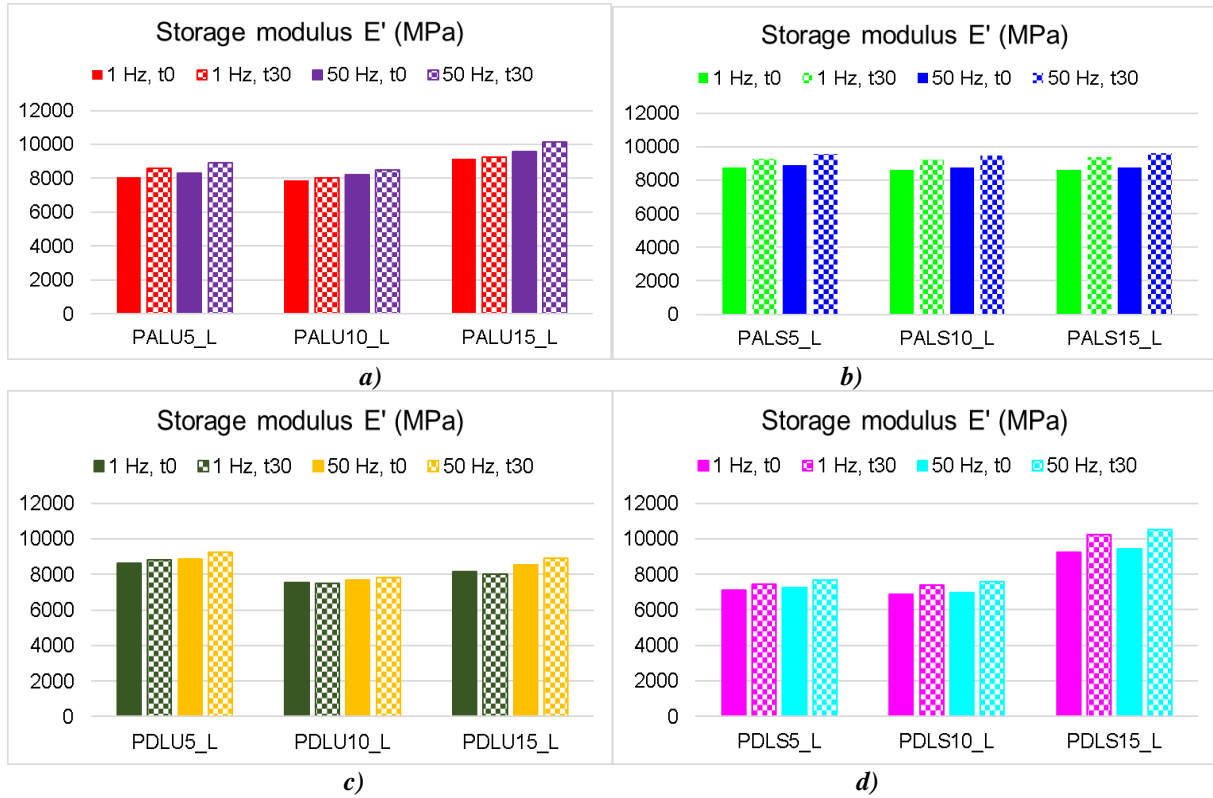 Storage modulus E' (MPa)
1 Hz, t0 1 Hz, t30 50 Hz, t0 50 Hz, t30
12000
10000
8000
6000
4000
2000
0
PALU5_L PALU10_L PALU15_L
a)
Storage modulus E' (MPa)
1 Hz, t0 1 Hz, t30 50 Hz, t0 50 Hz, t30
12000
10000
8000
6000
4000
2000
0
PALS5_L PALS10_L PALS15_L
b)
Storage modulus E' (MPa)
1 Hz, t0 1 Hz, t30 50 Hz, t0 50 Hz, t30
12000
10000
8000
6000
4000
2000
0
PDLU5_L PDLU10_L PDLU15_L
c)
Storage modulus E' (MPa)
1 Hz, t0 1 Hz, t30 50 Hz, t0 50 Hz, t30
12000
10000
8000
6000
4000
2000
0
PDLS5_L PDLS10_L PDLS15_L
d)